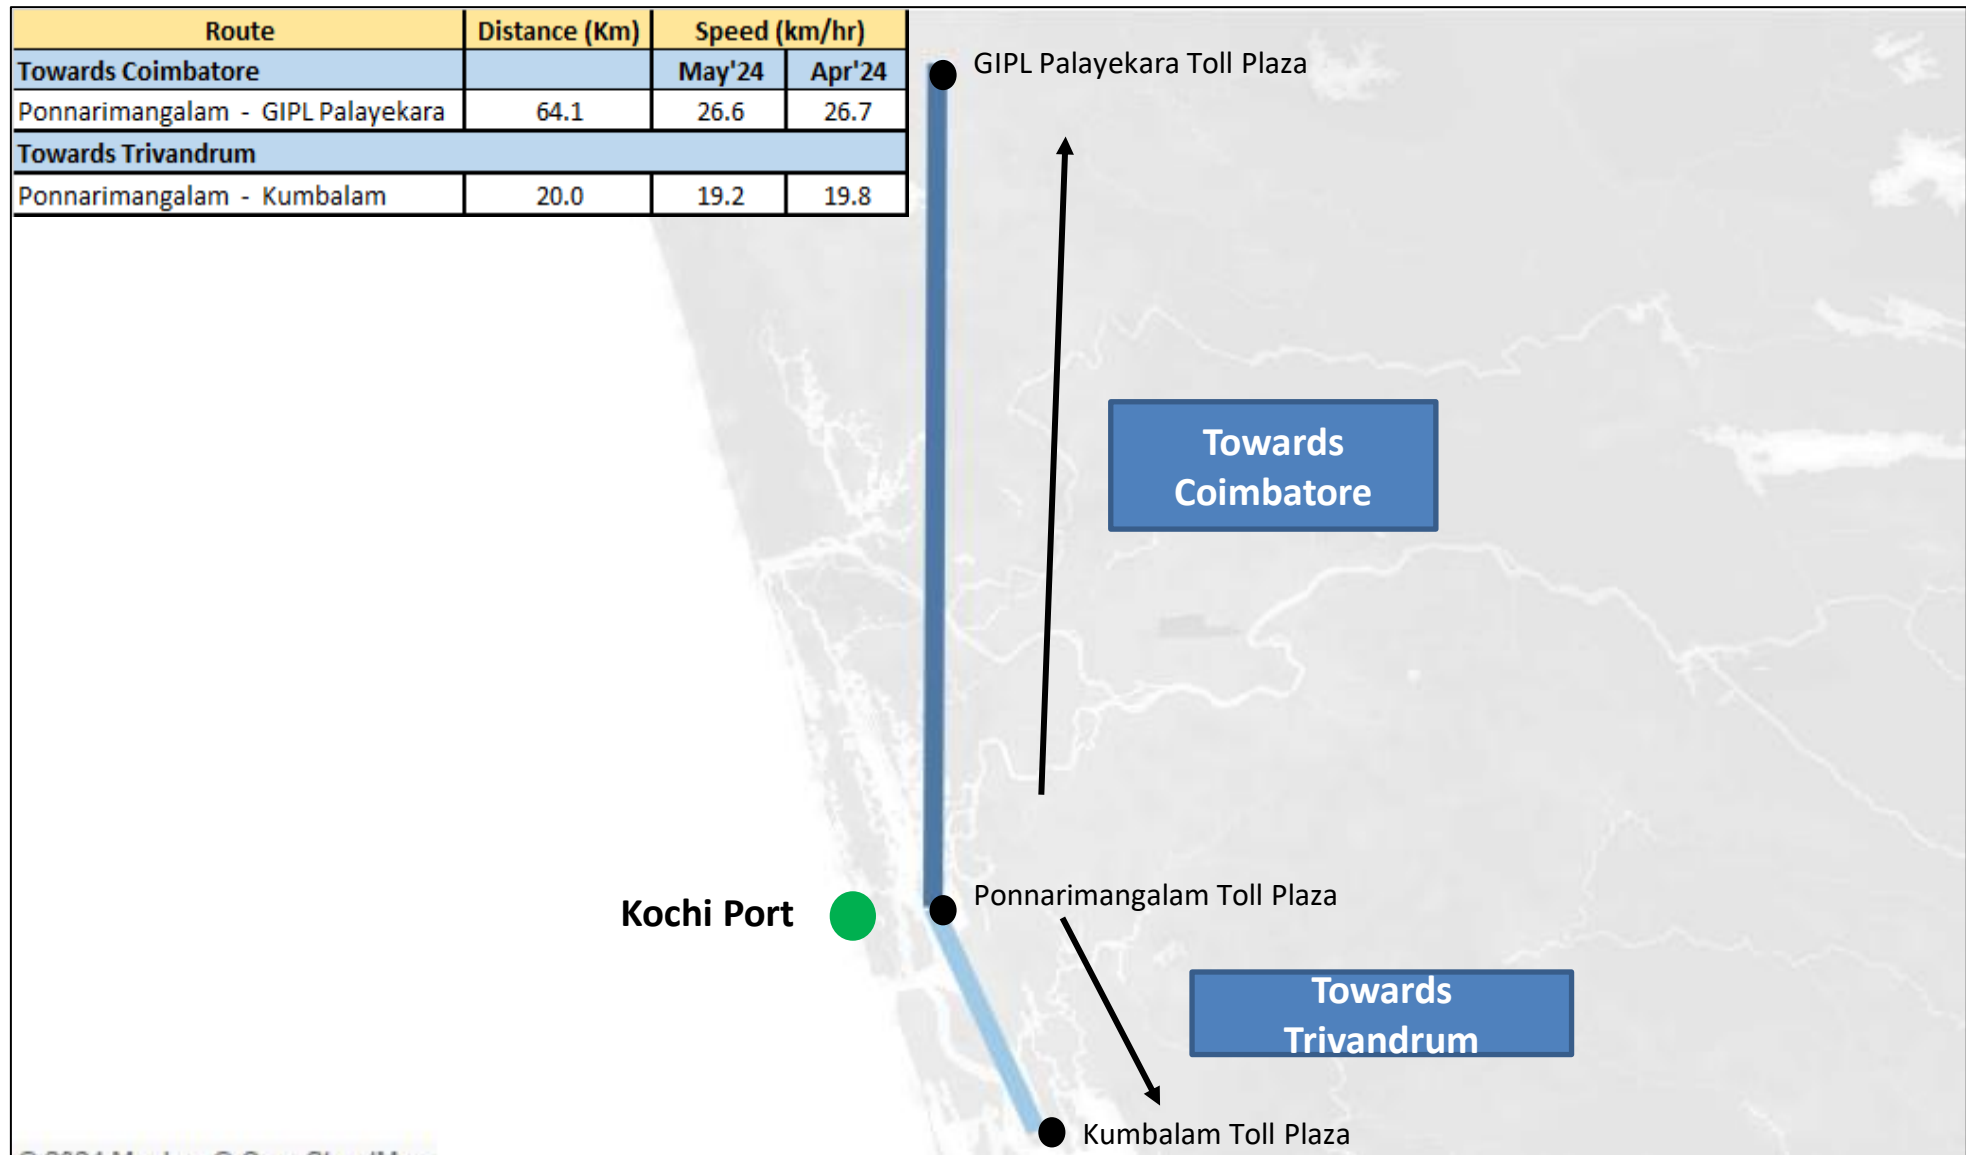 Route Distance (Km) Speed (km/hr)
Towards Coimbatore May'24 Apr'24
Ponnarimangalam - GIPL Palayekara 64.1 26.6 26.7
Towards Trivandrum
Ponnarimangalam - Kumbalam 20.0 19.2 19.8
GIPL Palayekara Toll Plaza
Towards
Coimbatore
Ponnarimangalam Toll Plaza
Kochi Port
Towards
Trivandrum
Kumbalam Toll Plaza